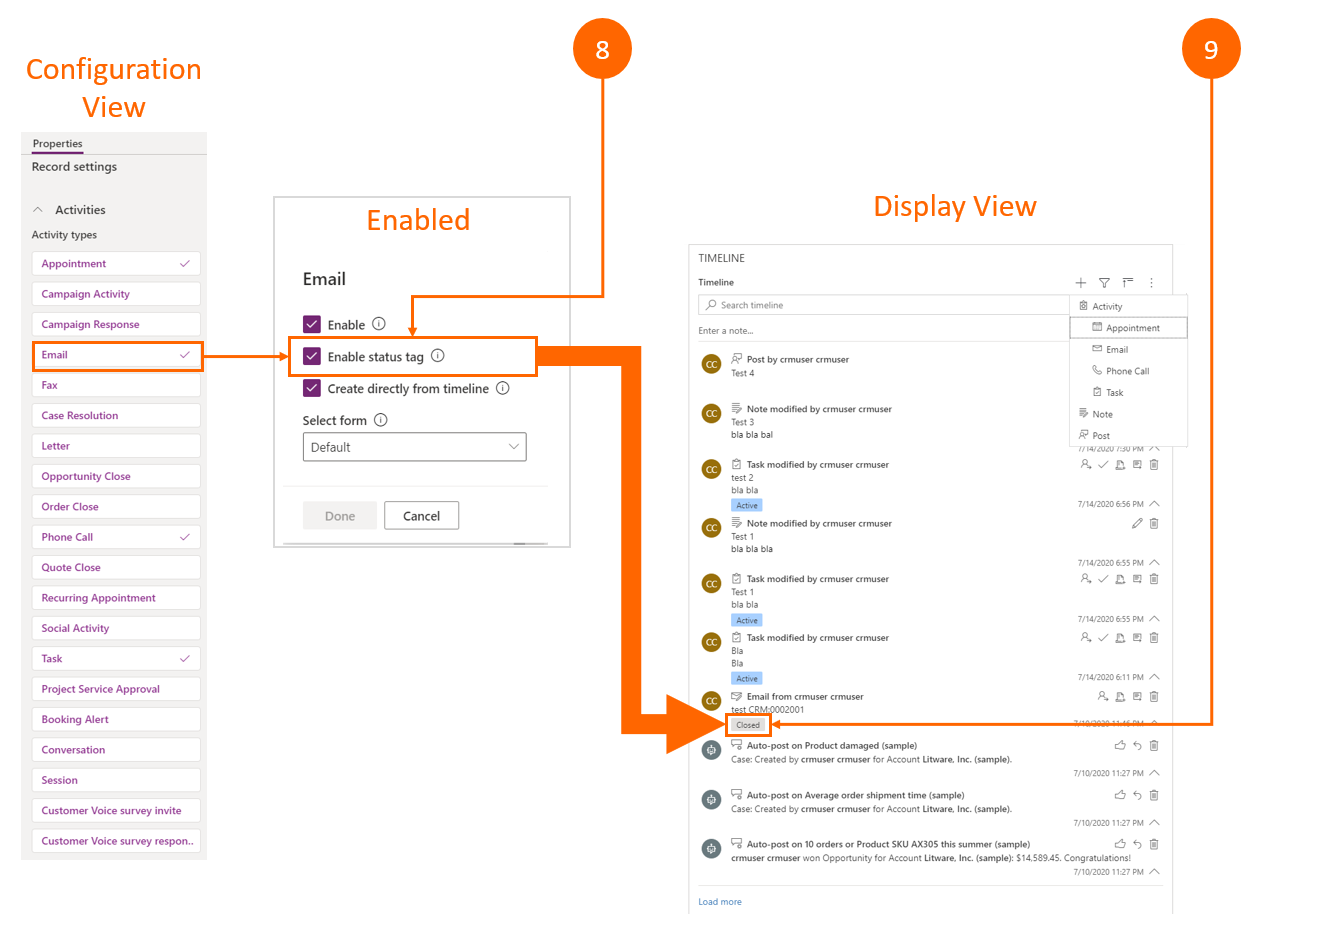 8
9
Configuration
View
Properties
Record settings
Activities
Activity types
Appointment
Campaign Activity
Campaign Response
Email
Fax
Case Resolution
Letter
Opportunity Close
Order Close
Phone Call
Quote Close
Recurring Appointment
Social Activity
Task
Project Service Approval
Booking Alert
Conversation
Session
Customer Voice survey invite
Customer Voice survey respon..
Enabled
Email
Enable
Enable status tag
Create directly from timeline
Select form
Default
Done
Cancel
Display View
TIMELINE
Timeline
Search timeline
Enter a note...
Activity
Appointment
Email
Phone Call
Task
Note
Post
CC
Post by crmuser crmuser
Test 4
CC
Note modified by crmuser crmuser
Test 3
bla bla bal
7/14/2020 7:30 PM
CC
Task modified by crmuser crmuser
test 2
bla bla
Active
7/14/2020 6:56 PM
CC
Note modified by crmuser crmuser
Test 1
bla bla bla
7/14/2020 6:55 PM
CC
Task modified by crmuser crmuser
Test 1
bla bla
Active
7/14/2020 6:55 PM
CC
Task modified by crmuser crmuser
Bla
Bla
Active
7/14/2020 6:11 PM
CC
Email from crmuser crmuser
test CRM:0002001
Closed
7/10/2020 11:46 PM
Auto-post on Product damaged (sample)
Case: Created by crmuser crmuser for Account Litware, Inc. (sample).
7/10/2020 11:27 PM
Auto-post on Average order shipment time (sample)
Case: Created by crmuser crmuser for Account Litware, Inc. (sample).
7/10/2020 11:27 PM
Auto-post on 10 orders or Product SKU AX305 this summer (sample)
crmuser crmuser won Opportunity for Account Litware, Inc. (sample): $14,589.45. Congratulations!
7/10/2020 11:27 PM
Load more